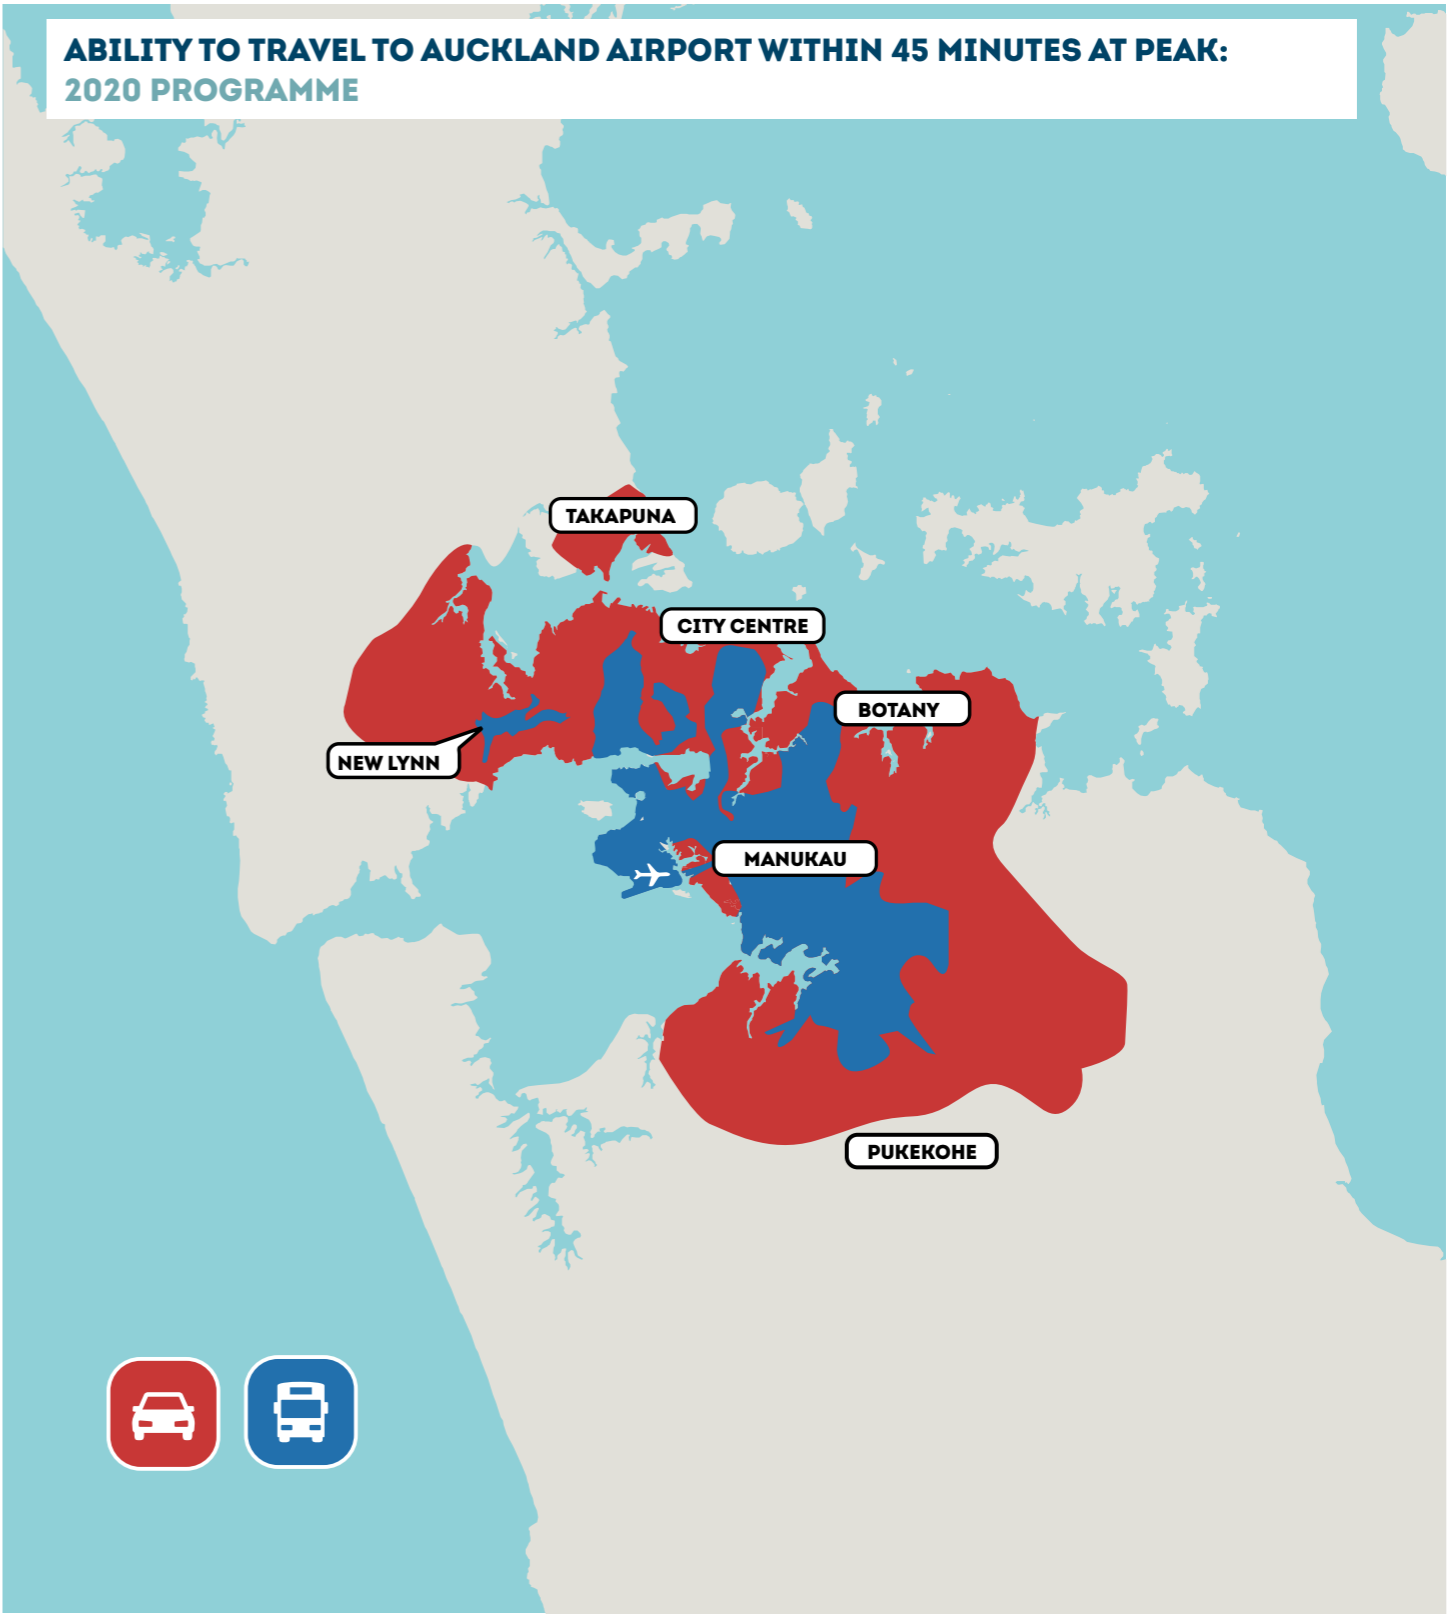 ABILITY TO TRAVEL TO AUCKLAND AIRPORT WITHIN 45 MINUTES AT PEAK:
2020 PROGRAMME
TAKAPUNA
CITY CENTRE
BOTANY
NEW LYNN
MANUKAU
PUKEKOHE